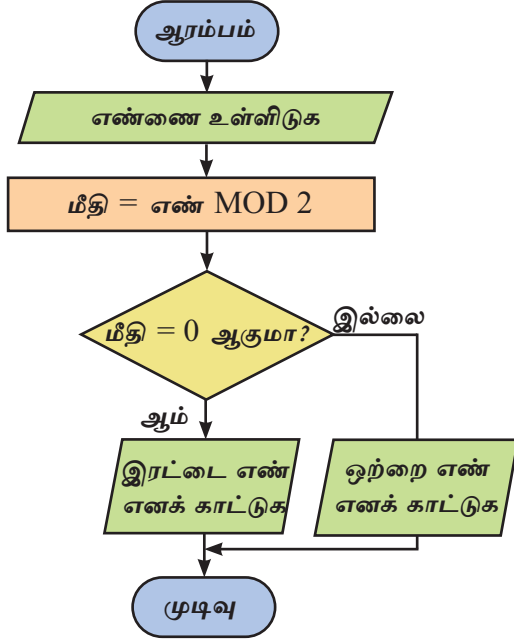 ஆரம்பம்
எண்ணை உள்ளிடுக
மீதி = எண் MOD 2
மீதி = 0 ஆகுமா?
இல்லை
ஆம்
இரட்டை எண்
எனக் காட்டுக
ஒற்றை எண்
எனக் காட்டுக
முடிவு